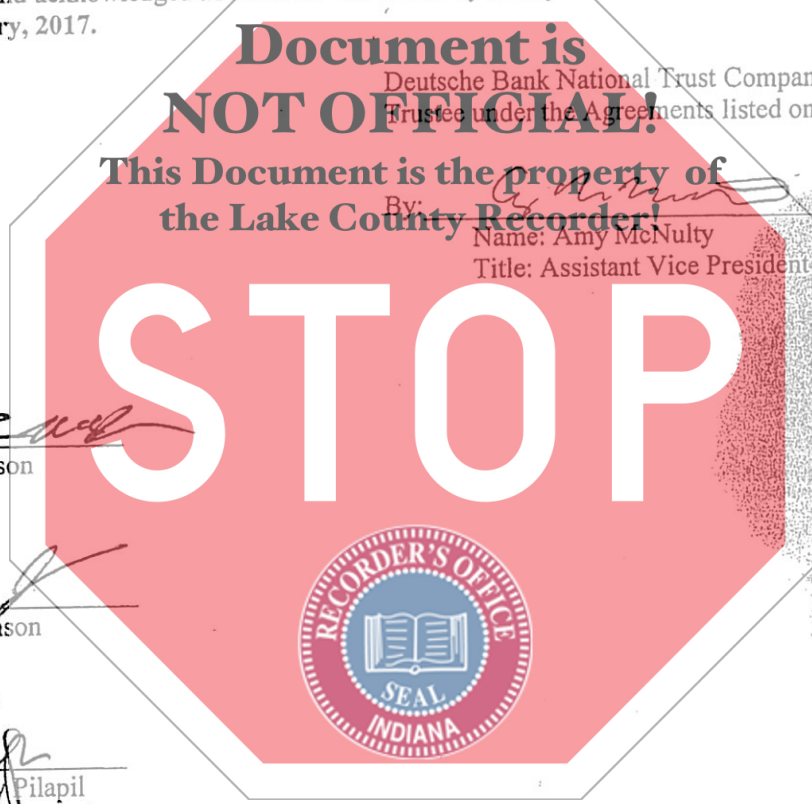 acknowledged
ry, 2017.
Document is
Deutsche Bank National Trust Compan
NOT OFFICIAL!
Trustee under the Agreements listed on
This Document is the property of
By:
the Lake County Recorder!
Name: Amy McNulty
Title: Assistant Vice President
STOP
son
son
RECORDER'S OFFICE
SEAL
INDIANA
Pilapil